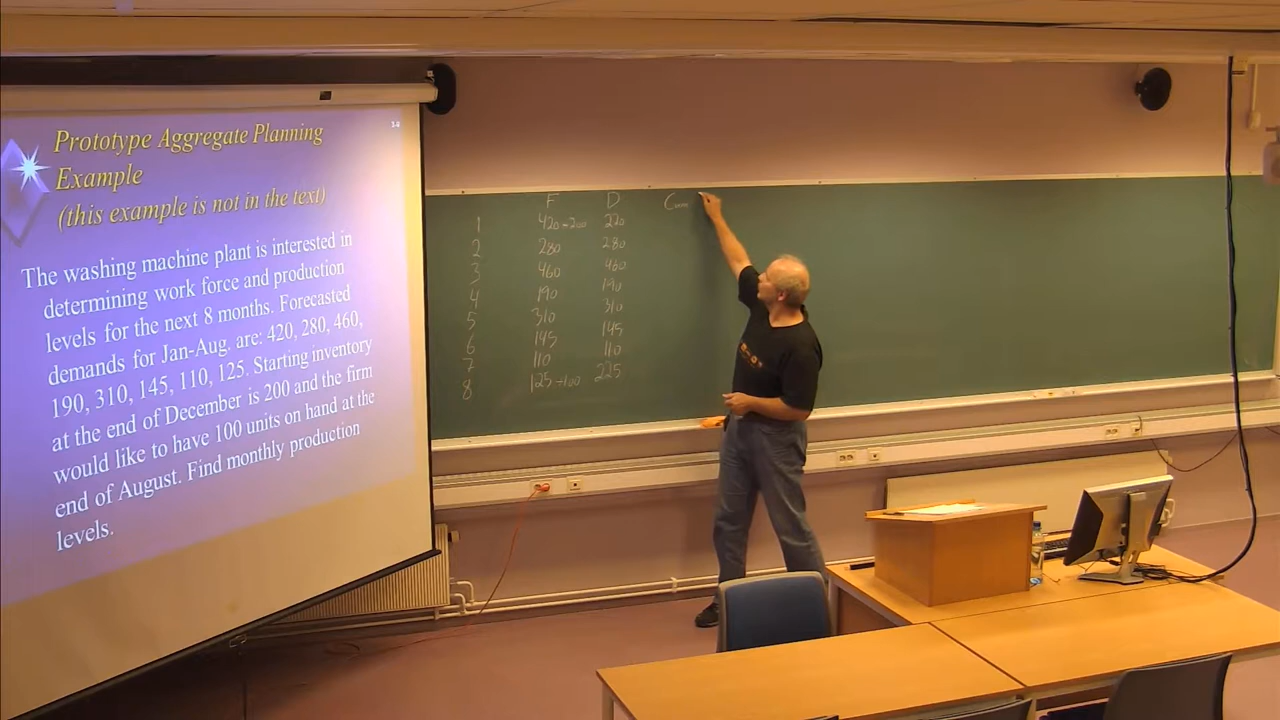 3-2
Prototype Aggregate Planning
Example
(this example is not in the text)
The washing machine plant is interested in
determining work force and production
levels for the next 8 months. Forecasted
demands for Jan-Aug. are: 420, 280, 460,
190, 310, 145, 110, 125. Starting inventory
at the end of December is 200 and the firm
would like to have 100 units on hand at the
end of August. Find monthly production
levels.
F D Cum
1 420-200 220
2 280 280
3 460 460
4 190 190
5 310 310
6 145 145
7 110 110
8 125+100 225